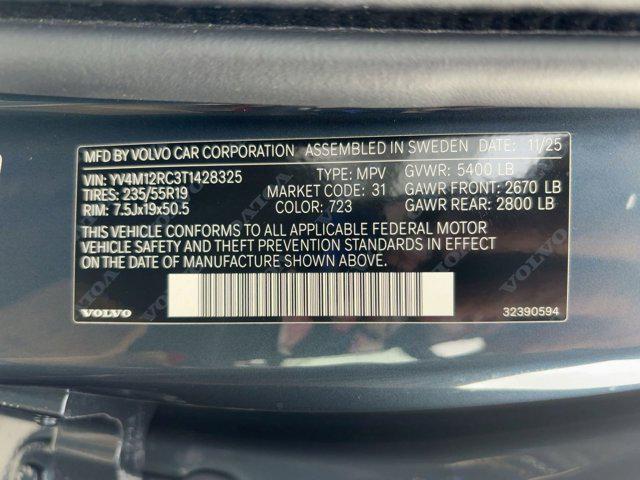 MFD BY VOLVO CAR CORPORATION ASSEMBLED IN SWEDEN DATE: 11/25
VIN: YV4M12RC3T1428325 TYPE: MPV GVWR: 5400 LB
TIRES: 235/55R19 MARKET CODE: 31 GAWR FRONT: 2670 LB
RIM: 7.5Jx19x50.5 COLOR: 723 GAWR REAR: 2800 LB
THIS VEHICLE CONFORMS TO ALL APPLICABLE FEDERAL MOTOR
VEHICLE SAFETY AND THEFT PREVENTION STANDARDS IN EFFECT
ON THE DATE OF MANUFACTURE SHOWN ABOVE.
VOLVO 32390594